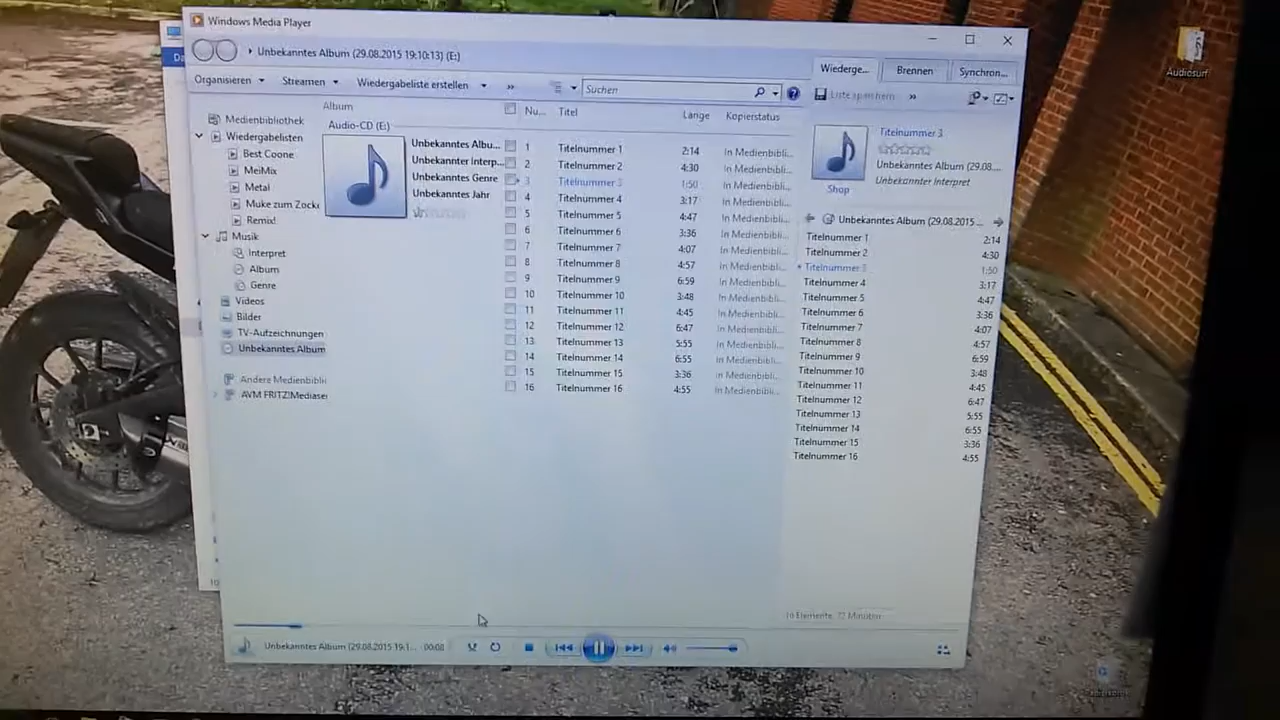 Windows Media Player
Unbekanntes Album (29.08.2015 19:10:13) (E:)
Organisieren Streamen Wiedergabeliste erstellen » Suchen
Wiederge... Brennen Synchron...
Liste speichern »
Album Nu... Titel Länge Kopierstatus
Audio-CD (E:)
Unbekanntes Albu...
Unbekannter Interp...
Unbekanntes Genre
Unbekanntes Jahr
Medienbibliothek
Wiedergabelisten
Best Coone
MeiMix
Metal
Muke zum Zock
Remix!
Musik
Interpret
Album
Genre
Videos
Bilder
TV-Aufzeichnungen
Unbekanntes Album
Andere Medienbibli
AVM FRITZ!Mediaser
1 Titelnummer 1 2:14 In Medienbibli...
2 Titelnummer 2 4:30 In Medienbibli...
3 Titelnummer 3 1:50 In Medienbibli...
4 Titelnummer 4 3:17 In Medienbibli...
5 Titelnummer 5 4:47 In Medienbibli...
6 Titelnummer 6 3:36 In Medienbibli...
7 Titelnummer 7 4:07 In Medienbibli...
8 Titelnummer 8 4:57 In Medienbibli...
9 Titelnummer 9 6:59 In Medienbibli...
10 Titelnummer 10 3:48 In Medienbibli...
11 Titelnummer 11 4:45 In Medienbibli...
12 Titelnummer 12 6:47 In Medienbibli...
13 Titelnummer 13 5:55 In Medienbibli...
14 Titelnummer 14 6:55 In Medienbibli...
15 Titelnummer 15 3:36 In Medienbibli...
16 Titelnummer 16 4:55 In Medienbibli...
Titelnummer 3
Unbekanntes Album (29.08....
Unbekannter Interpret
Shop
Unbekanntes Album (29.08.2015 ...
Titelnummer 1 2:14
Titelnummer 2 4:30
Titelnummer 3 1:50
Titelnummer 4 3:17
Titelnummer 5 4:47
Titelnummer 6 3:36
Titelnummer 7 4:07
Titelnummer 8 4:57
Titelnummer 9 6:59
Titelnummer 10 3:48
Titelnummer 11 4:45
Titelnummer 12 6:47
Titelnummer 13 5:55
Titelnummer 14 6:55
Titelnummer 15 3:36
Titelnummer 16 4:55
16 Elemente, 72 Minuten
Unbekanntes Album (29.08.2015 19:1... 00:08
Audiosurf